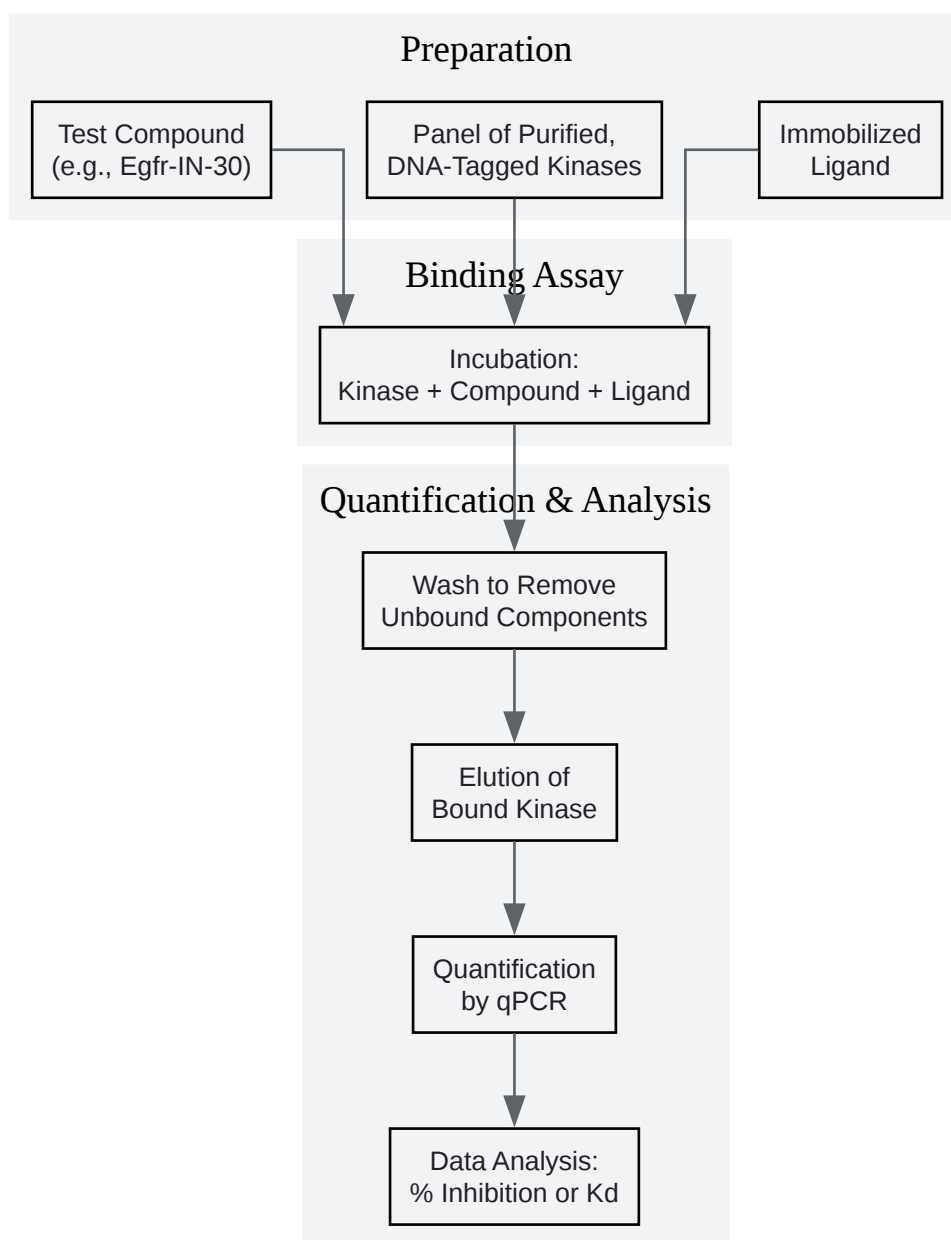 Preparation
Test Compound
(e.g., Egfr-IN-30)
Panel of Purified,
DNA-Tagged Kinases
Immobilized
Ligand
Binding Assay
Incubation:
Kinase + Compound + Ligand
Quantification & Analysis
Wash to Remove
Unbound Components
Elution of
Bound Kinase
Quantification
by qPCR
Data Analysis:
% Inhibition or Kd